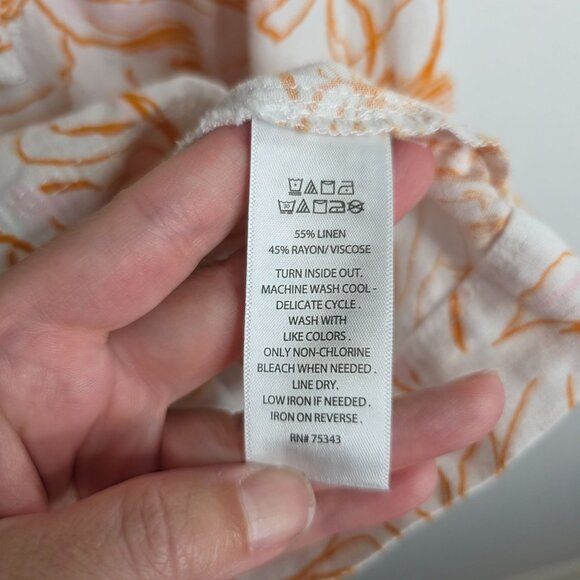 55% LINEN
45% RAYON/ VISCOSE
TURN INSIDE OUT.
MACHINE WASH COOL -
DELICATE CYCLE .
WASH WITH
LIKE COLORS .
ONLY NON-CHLORINE
BLEACH WHEN NEEDED .
LINE DRY.
LOW IRON IF NEEDED .
IRON ON REVERSE .
RN# 75343